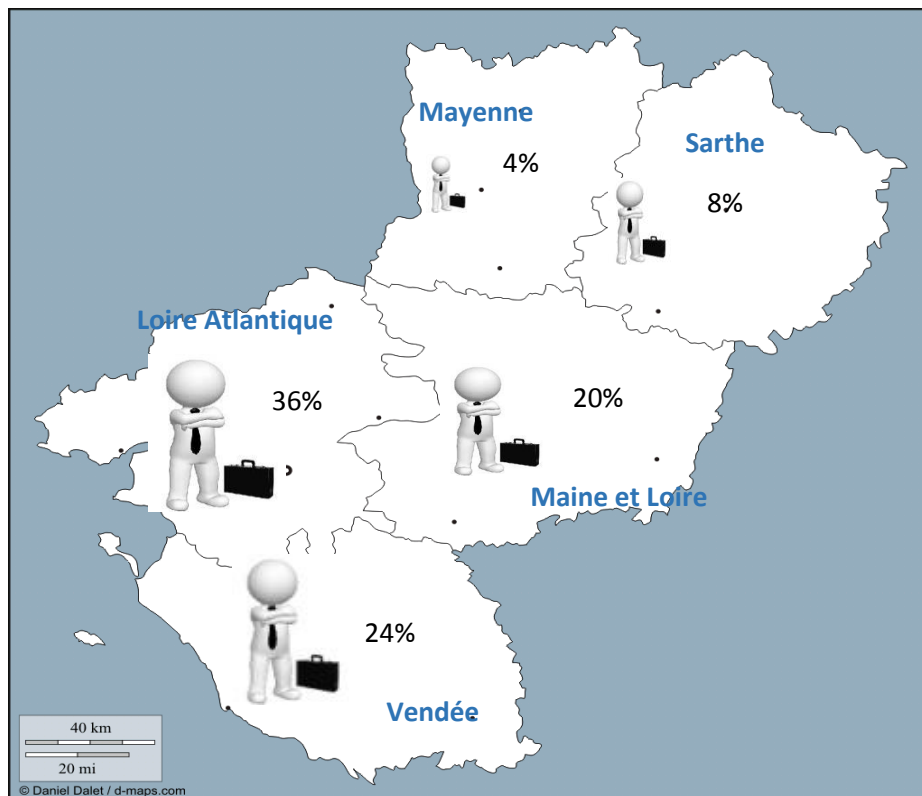 Mayenne
4%
Sarthe
8%
Loire Atlantique
36%
20%
Maine et Loire
24%
Vendée
40 km
20 mi
© Daniel Dalet / d-maps.com